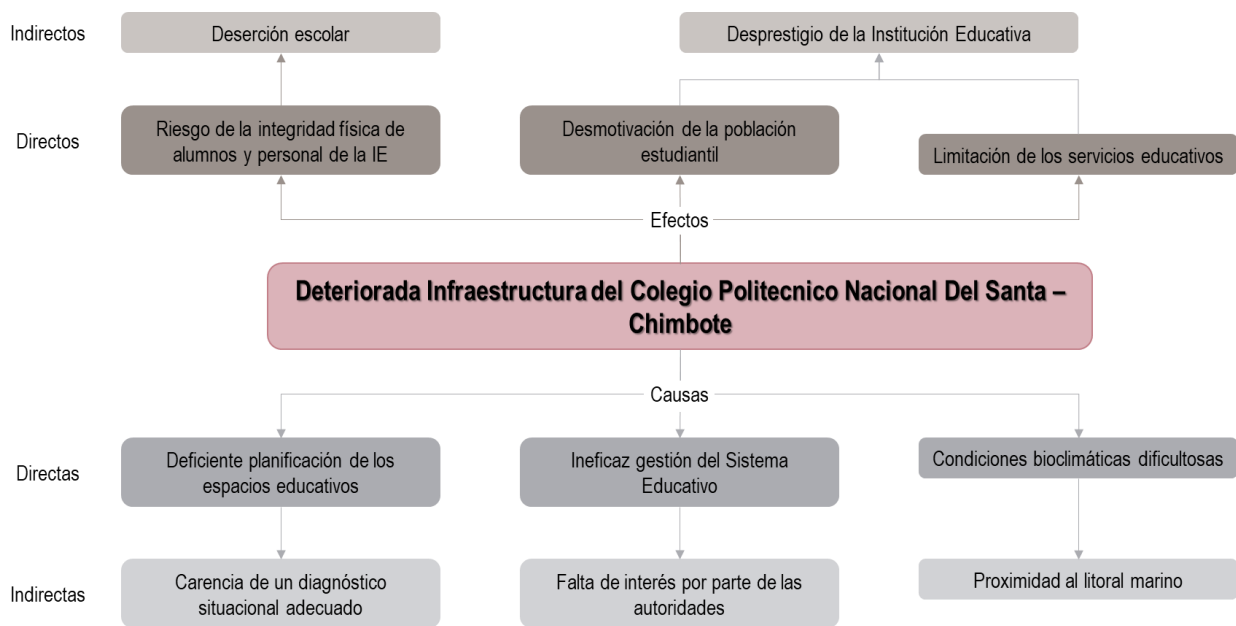 Indirectos
Deserción escolar
Desprestigio de la Institución Educativa
Directos
Riesgo de la integridad física de
alumnos y personal de la IE
Desmotivación de la población
estudiantil
Limitación de los servicios educativos
Efectos
Deteriorada Infraestructura del Colegio Politecnico Nacional Del Santa –
Chimbote
Causas
Directas
Deficiente planificación de los
espacios educativos
Ineficaz gestión del Sistema
Educativo
Condiciones bioclimáticas dificultosas
Indirectas
Carencia de un diagnóstico
situacional adecuado
Falta de interés por parte de las
autoridades
Proximidad al litoral marino